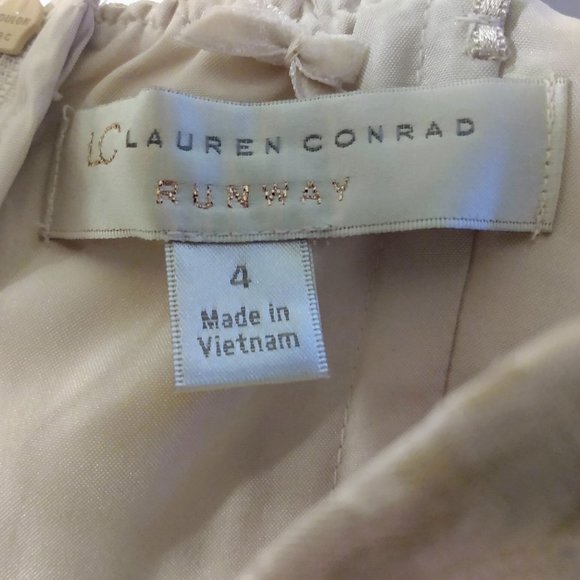 LC LAUREN CONRAD
RUNWAY
4
Made in
Vietnam